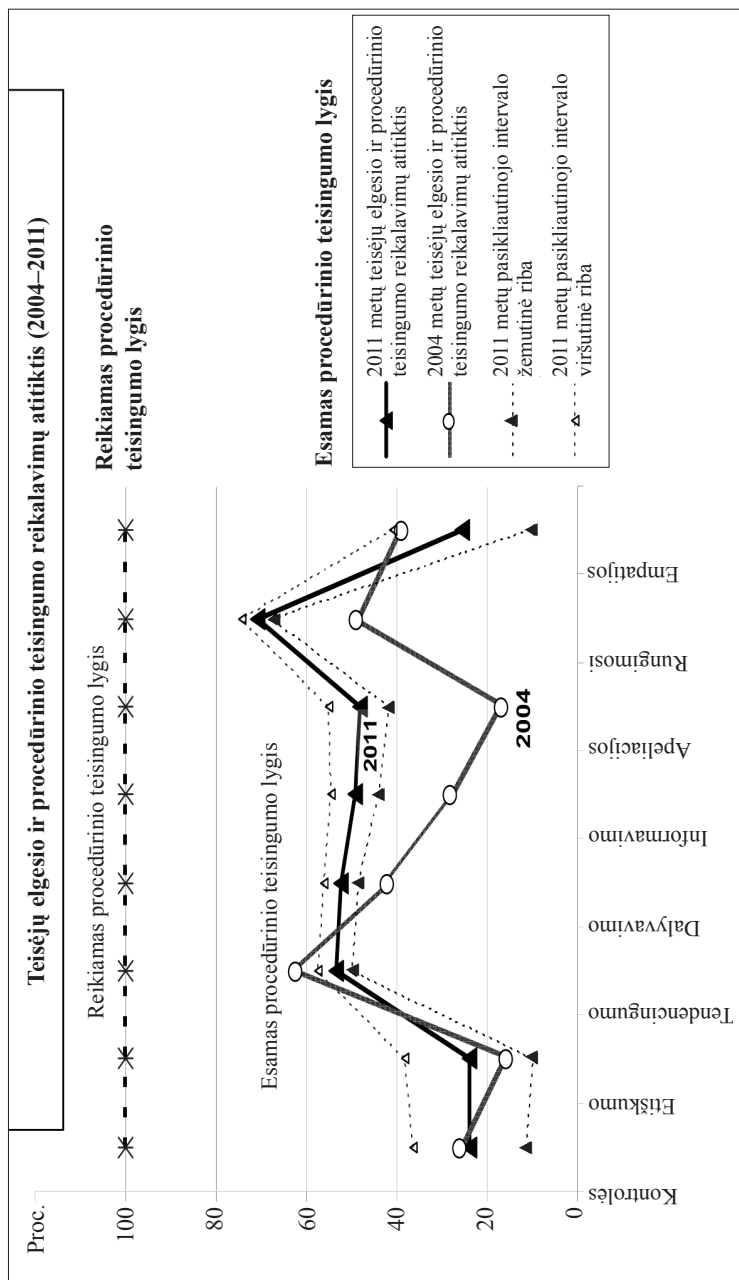 Teisėjų elgesio ir procedūrinio teisingumo reikalavimų atitiktis (2004–2011)
Proc.
100
80
60
40
20
0
Reikiamas procedūrinio teisingumo lygis
Esamas procedūrinio teisingumo lygis
2011
2004
Kontrolės
Etiškumo
Tendencingumo
Dalyvavimo
Informavimo
Apeliacijos
Rungimosi
Empatijos
Reikiamas procedūrinio
teisingumo lygis
Esamas procedūrinio teisingumo lygis
2011 metų teisėjų elgesio ir procedūrinio
teisingumo reikalavimų atitiktis
2004 metų teisėjų elgesio ir procedūrinio
teisingumo reikalavimų atitiktis
2011 metų pasikliautinojo intervalo
žemutinė riba
2011 metų pasikliautinojo intervalo
viršutinė riba